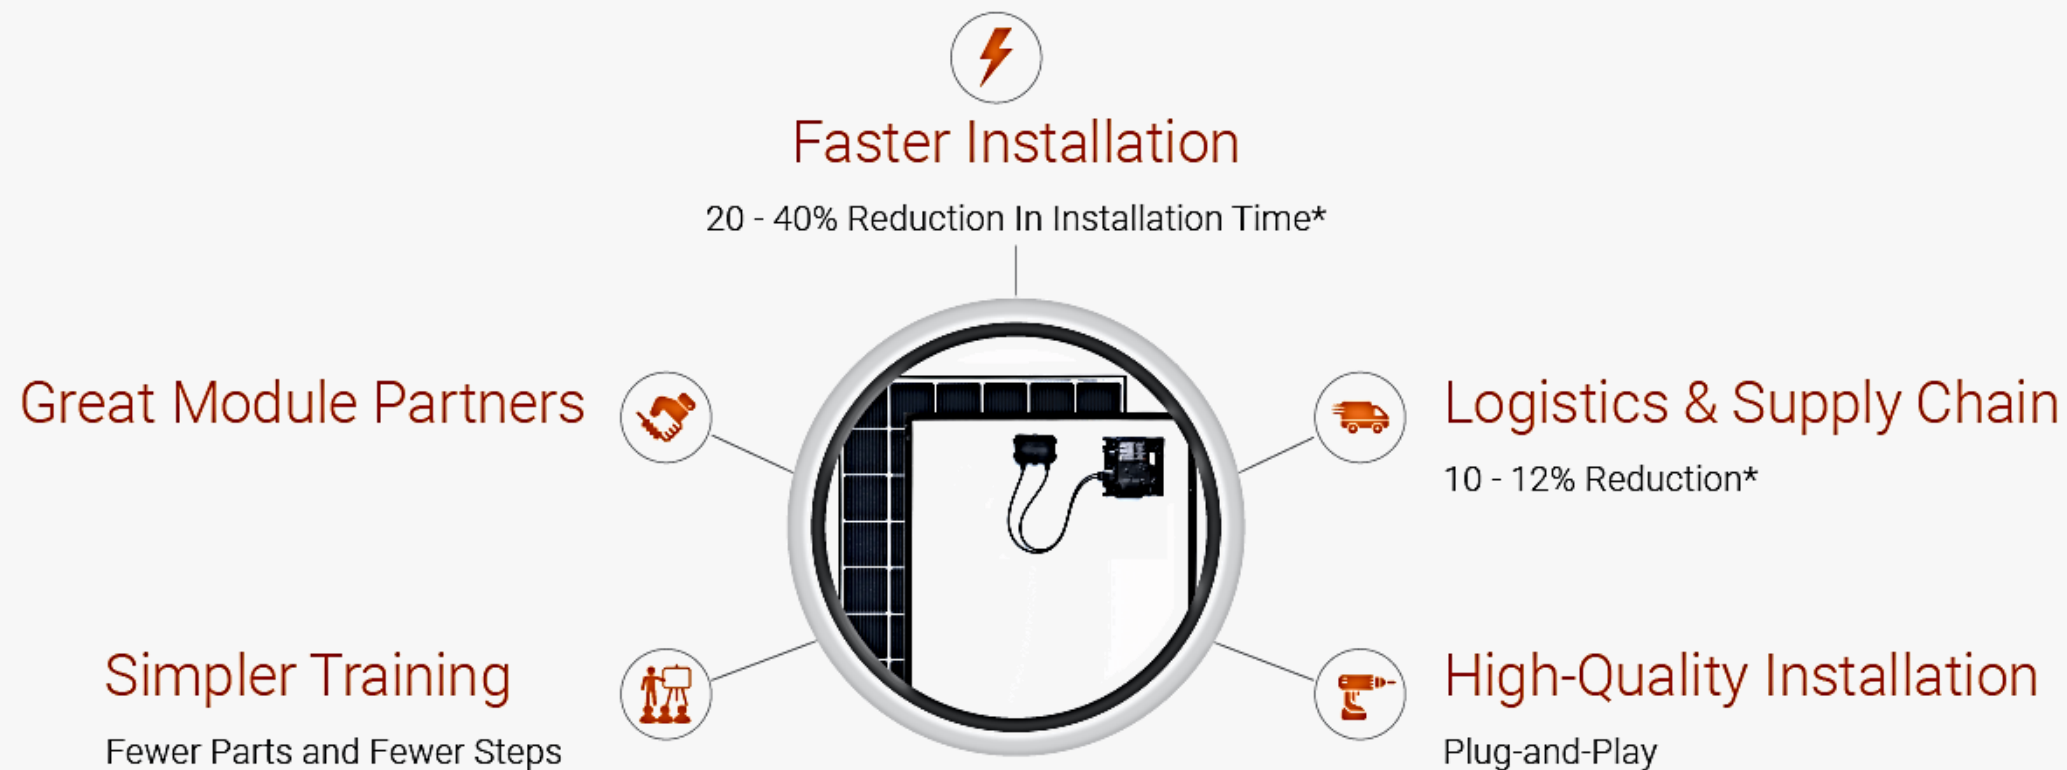 Faster Installation
20 - 40% Reduction In Installation Time*
Great Module Partners
Logistics & Supply Chain
10 - 12% Reduction*
Simpler Training
Fewer Parts and Fewer Steps
High-Quality Installation
Plug-and-Play